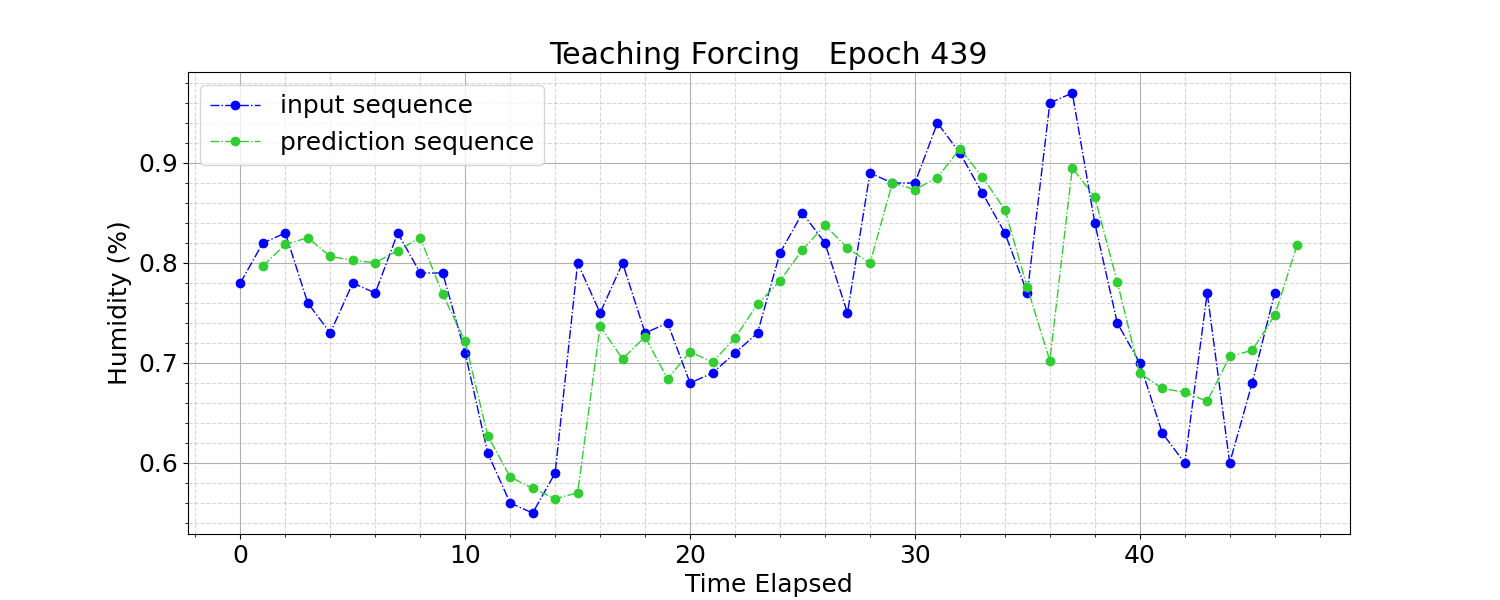 Teaching Forcing   Epoch 439
input sequence
prediction sequence
Humidity (%)
0.9
0.8
0.7
0.6
0 10 20 30 40
Time Elapsed